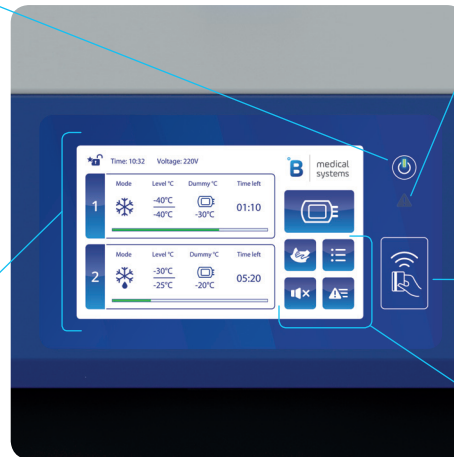 Time: 10:32 Voltage: 220V
B medical
systems
1
Mode Level °C Dummy °C Time left
-40°C
-40°C -30°C 01:10
2
Mode Level °C Dummy °C Time left
-30°C
-25°C -20°C 05:20